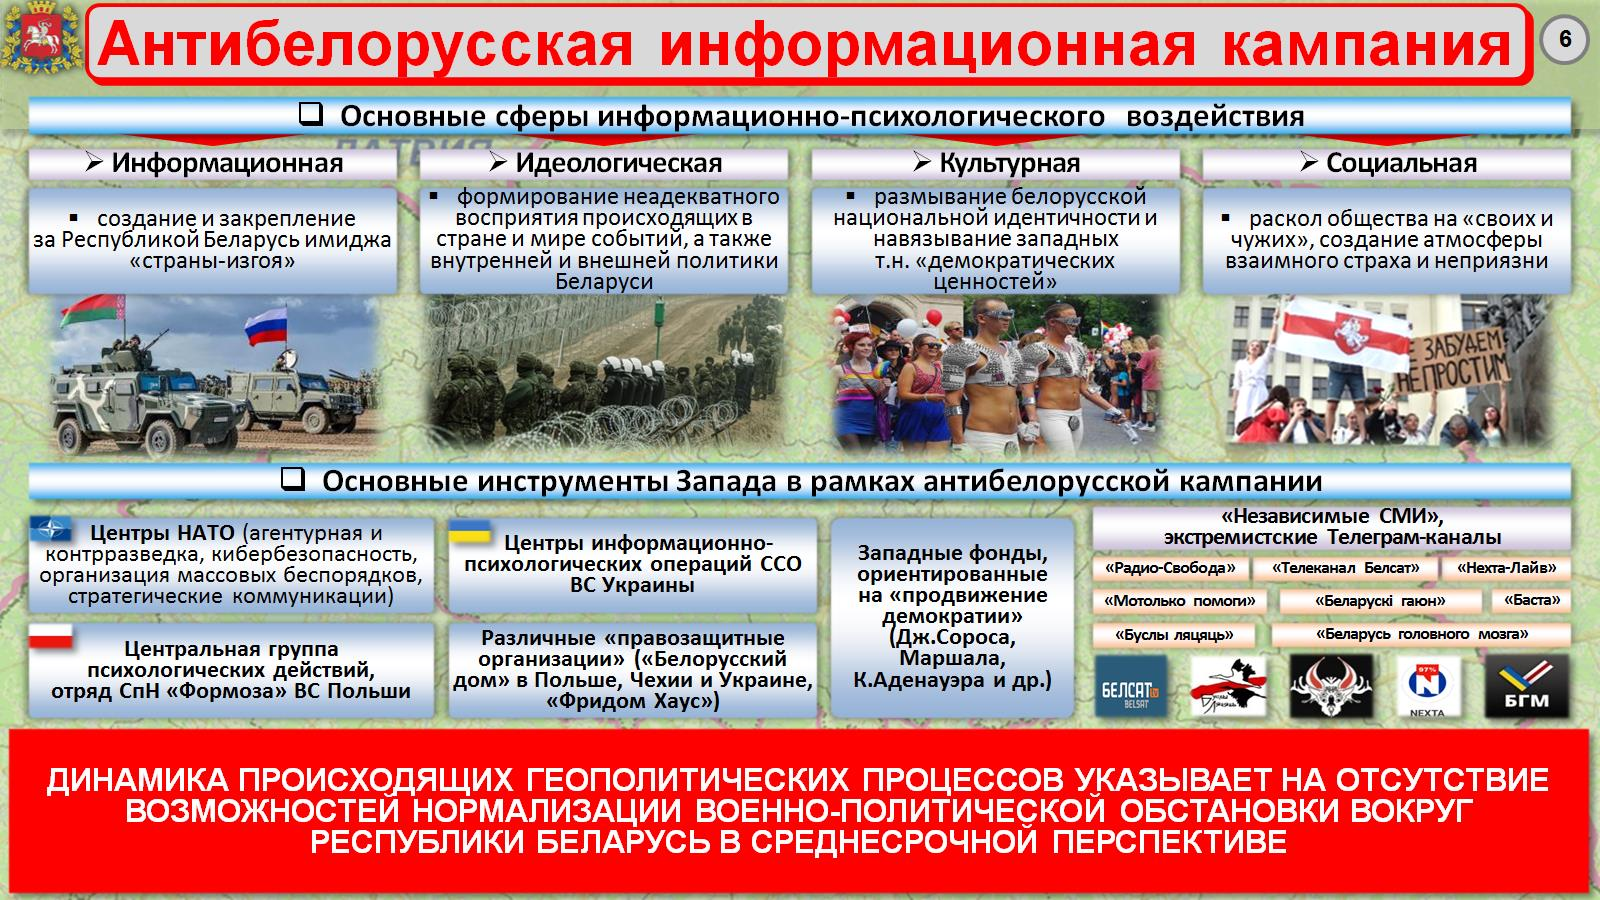 Антибелорусская информационная кампания
6
Основные сферы информационно-психологического воздействия
Информационная
создание и закрепление
за Республикой Беларусь имиджа
«страны-изгоя»
Идеологическая
формирование неадекватного
восприятия происходящих в
стране и мире событий, а также
внутренней и внешней политики
Беларуси
Культурная
размывание белорусской
национальной идентичности и
навязывание западных
т.н. «демократических
ценностей»
Социальная
раскол общества на «своих и
чужих», создание атмосферы
взаимного страха и неприязни
ЗАБУДЕМ
НЕ ПРОСТИМ
Основные инструменты Запада в рамках антибелорусской кампании
Центры НАТО (агентурная и
контрразведка, кибербезопасность,
организация массовых беспорядков,
стратегические коммуникации)
Центральная группа
психологических действий,
отряд СпН «Формоза» ВС Польши
Центры информационно-
психологических операций ССО
ВС Украины
Различные «правозащитные
организации» («Белорусский
дом» в Польше, Чехии и Украине,
«Фридом Хаус»)
Западные фонды,
ориентированные
на «продвижение
демократии»
(Дж.Сороса,
Маршала,
К.Аденауэра и др.)
«Независимые СМИ»,
экстремистские Телеграм-каналы
«Радио-Свобода» «Телеканал Белсат» «Нехта-Лайв»
«Мотолько помоги» «Беларускi гаюн» «Баста»
«Буслы ляцяць» «Беларусь головного мозга»
БЕЛСАТ tv
BELSAT
97%
NEXTA
БГМ
ДИНАМИКА ПРОИСХОДЯЩИХ ГЕОПОЛИТИЧЕСКИХ ПРОЦЕССОВ УКАЗЫВАЕТ НА ОТСУТСТВИЕ
ВОЗМОЖНОСТЕЙ НОРМАЛИЗАЦИИ ВОЕННО-ПОЛИТИЧЕСКОЙ ОБСТАНОВКИ ВОКРУГ
РЕСПУБЛИКИ БЕЛАРУСЬ В СРЕДНЕСРОЧНОЙ ПЕРСПЕКТИВЕ